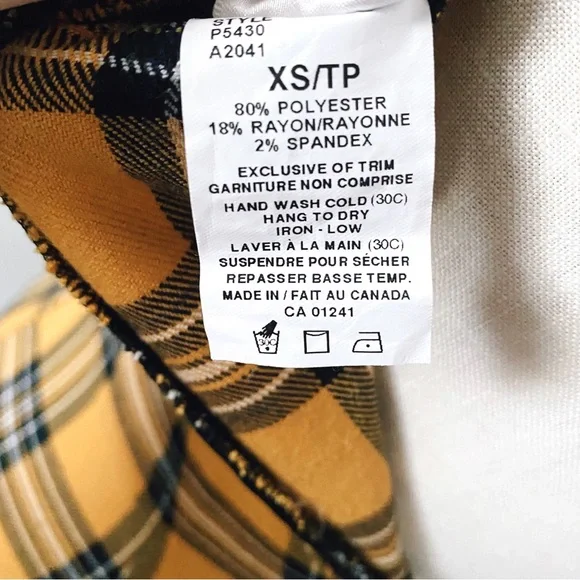 STYLE
P5430
A2041
XS/TP
80% POLYESTER
18% RAYON/RAYONNE
2% SPANDEX
EXCLUSIVE OF TRIM
GARNITURE NON COMPRISE
HAND WASH COLD (30C)
HANG TO DRY
IRON - LOW
LAVER À LA MAIN (30C)
SUSPENDRE POUR SÉCHER
REPASSER BASSE TEMP.
MADE IN / FAIT AU CANADA
CA 01241
30C